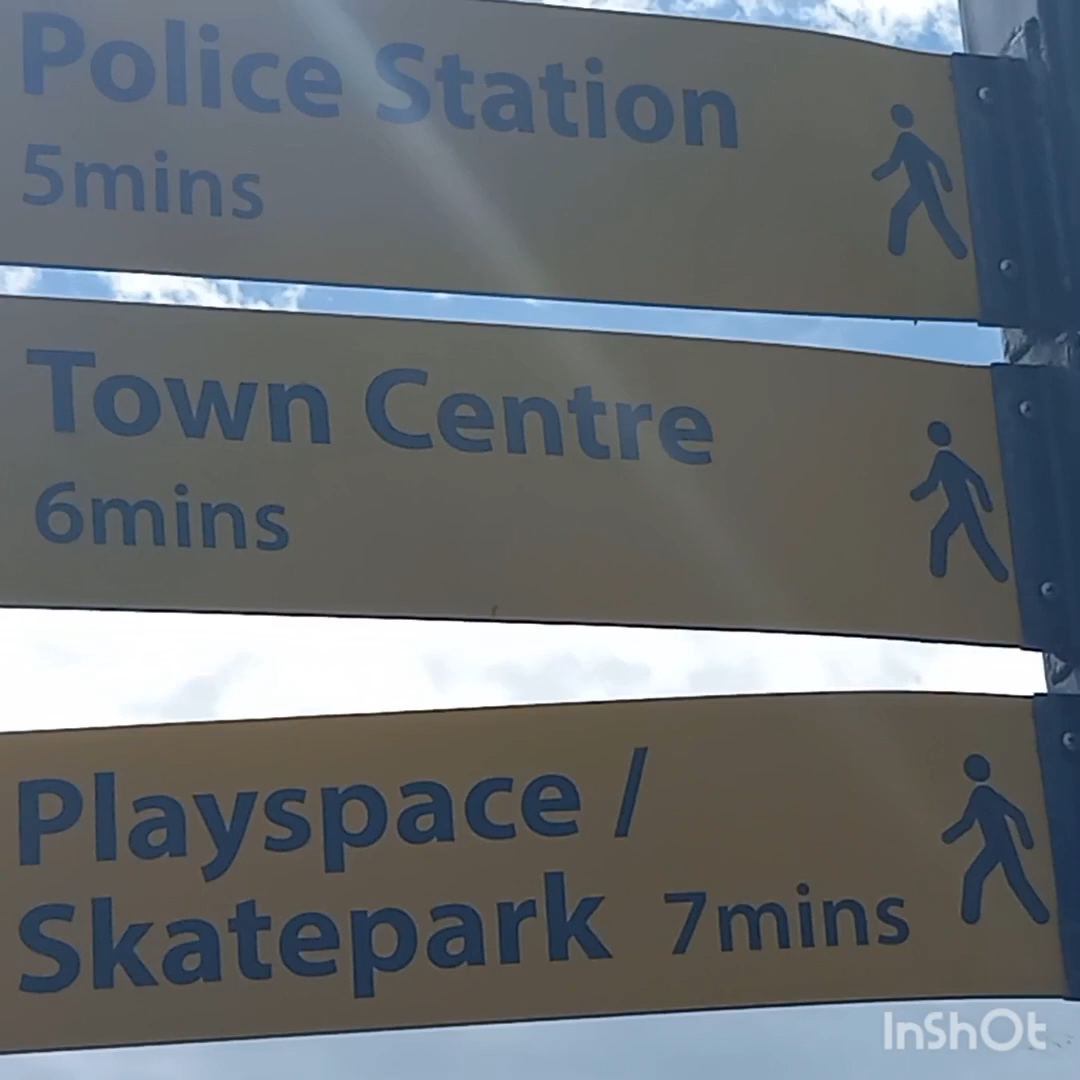 Police Station
5mins
Town Centre
6mins
Playspace /
Skatepark 7mins
InShOt